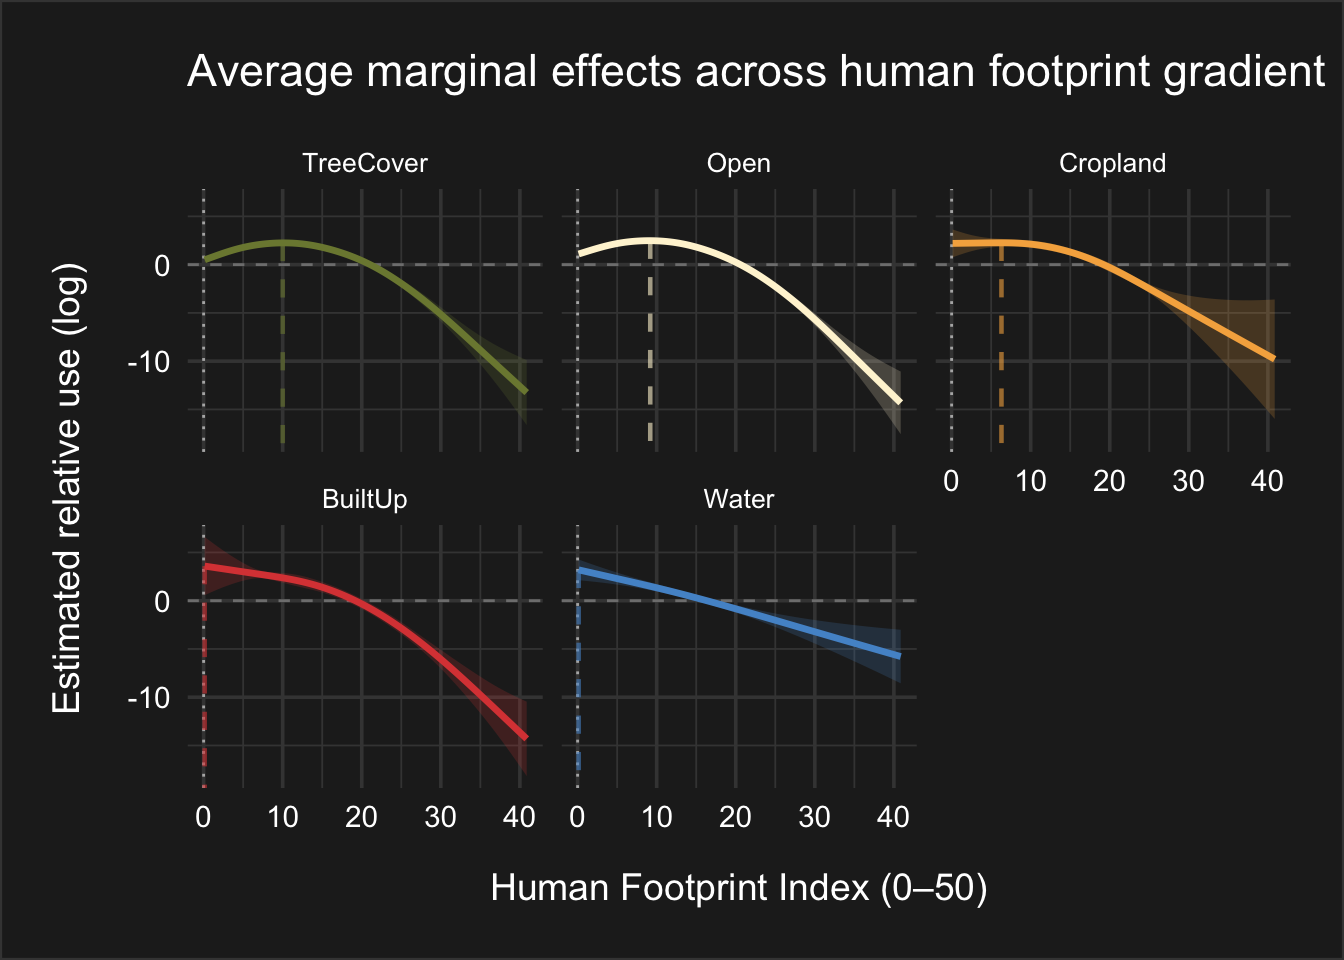 Average marginal effects across human footprint gradient
TreeCover
Open
Cropland
0
-10
0
10
20
30
40
BuiltUp
Water
0
-10
0
10
20
30
40
0
10
20
30
40
Estimated relative use (log)
Human Footprint Index (0–50)